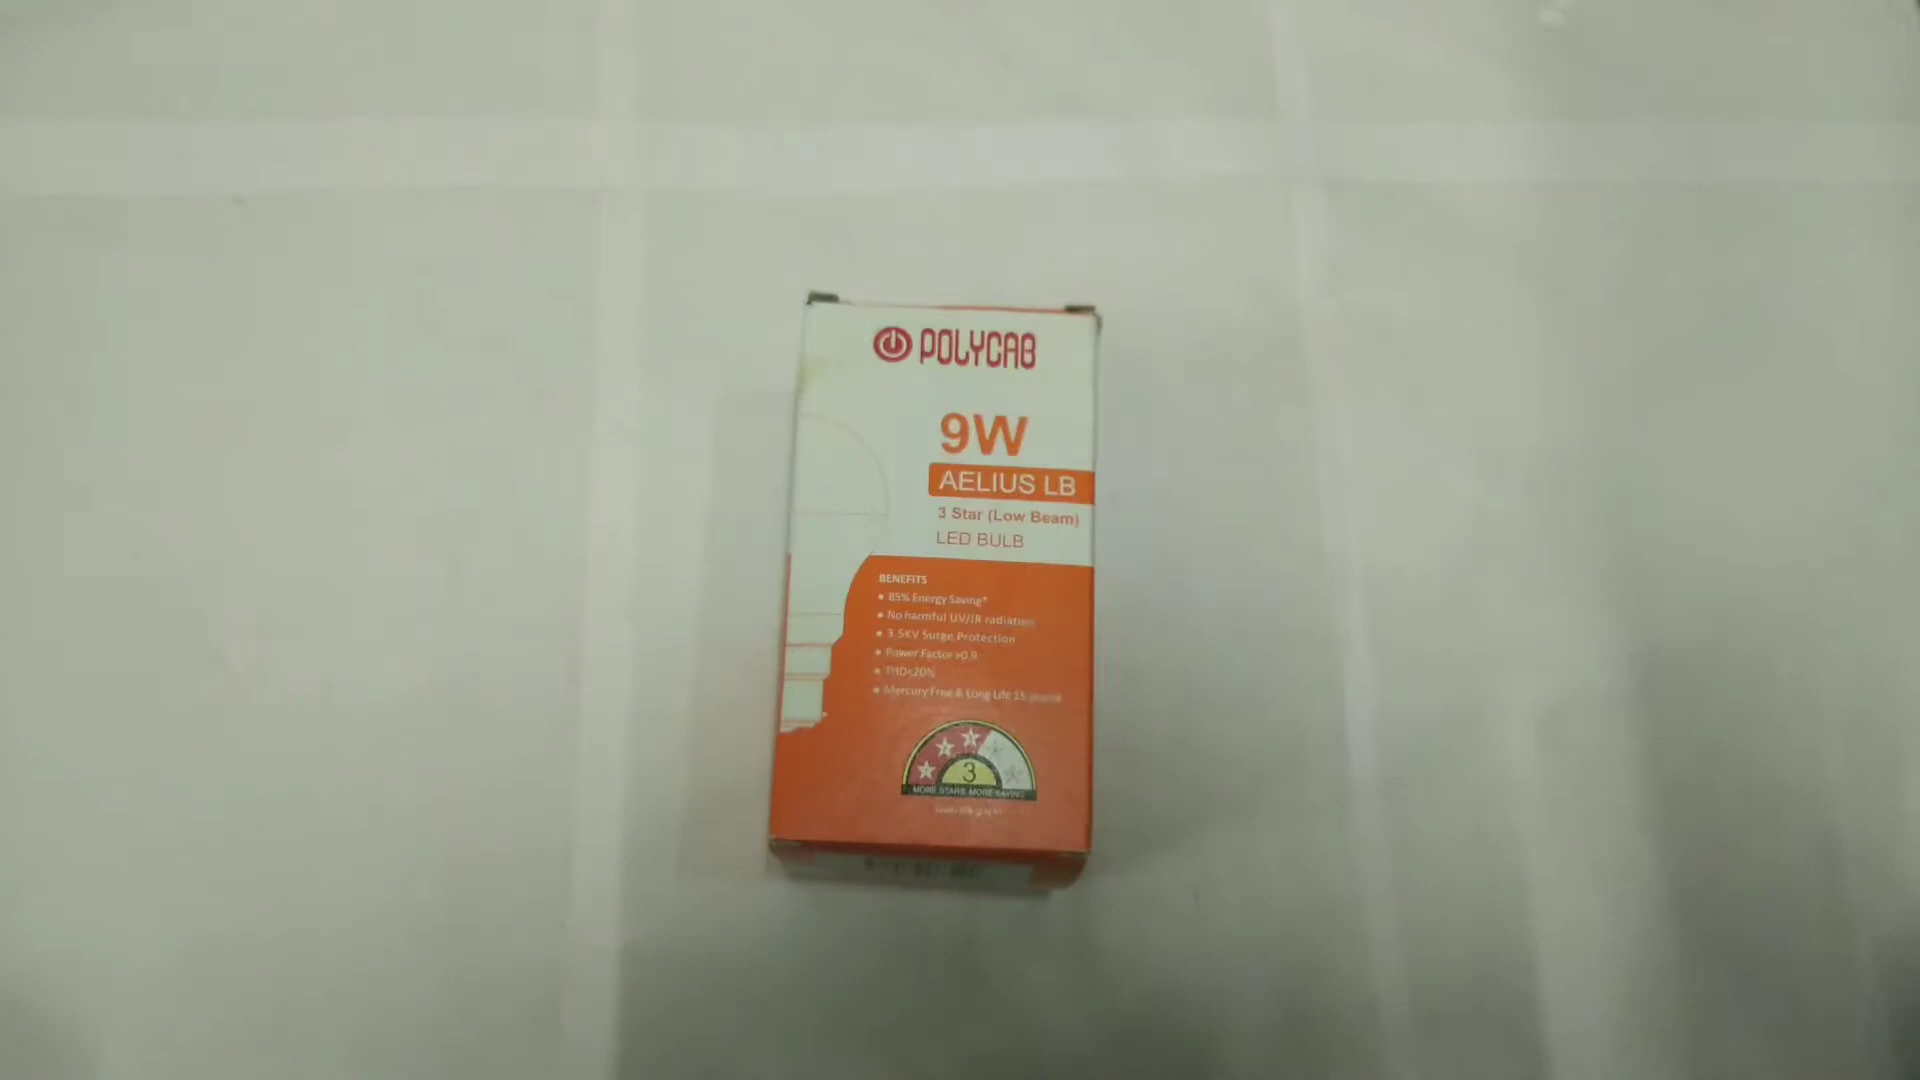 POLYCAB
9W
AELIUS LB
3 Star (Low Beam)
LED BULB
BENEFITS
• 85% Energy Saving*
• No harmful UV/IR radiation
• 3.5KV Surge Protection
• Power Factor >0.9
• THD<20%
• Mercury Free & Long Life 15
3
MORE STARS MORE SAVING